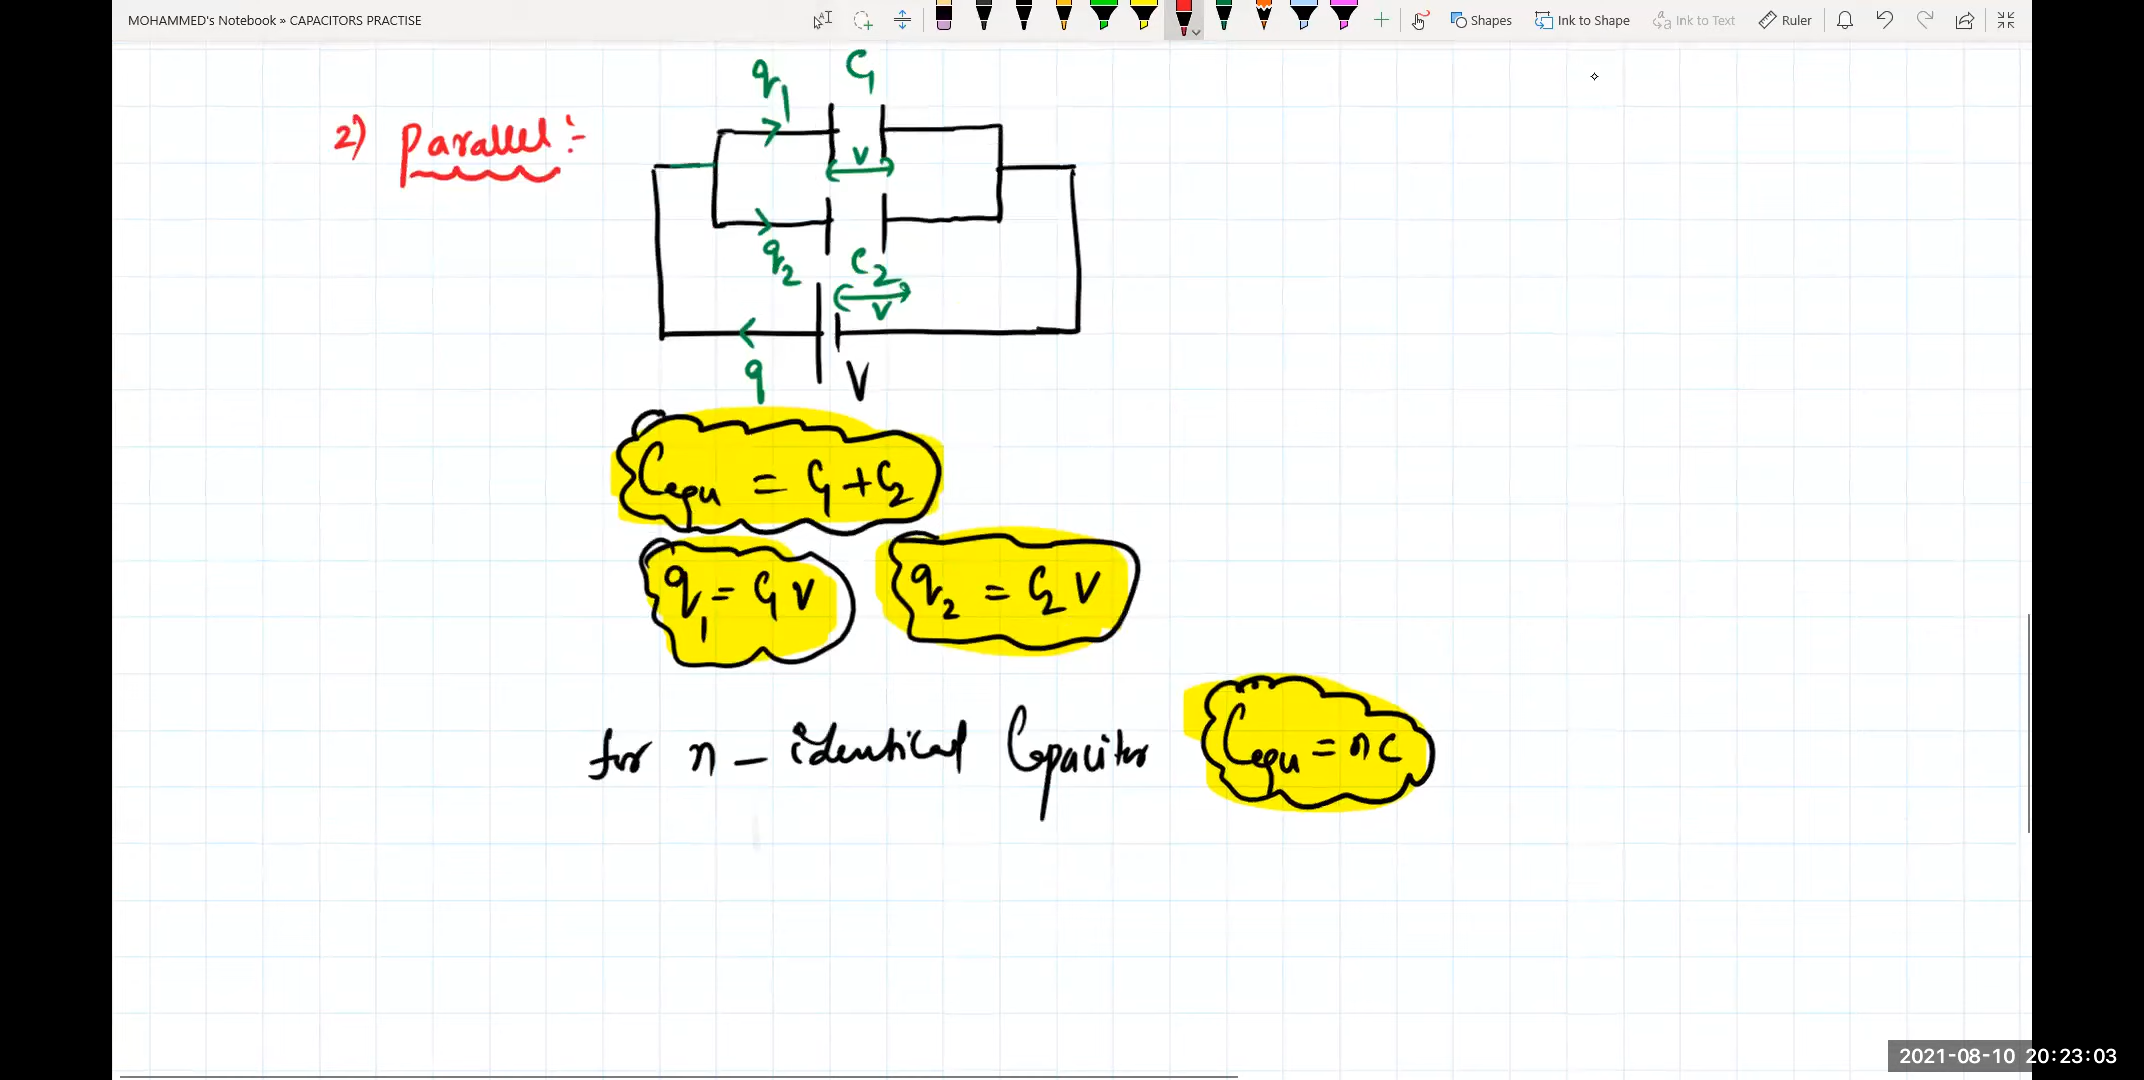 MOHAMMED's Notebook » CAPACITORS PRACTISE
Shapes Ink to Shape Ink to Text Ruler
q1 C1
2) Parallel :-
V
q2 C2
V
q V
Cequ = C1 + C2
q1 = C1 V q2 = C2 V
for n - identical Capacitor Cequ = n C
2021-08-10 20:23:03